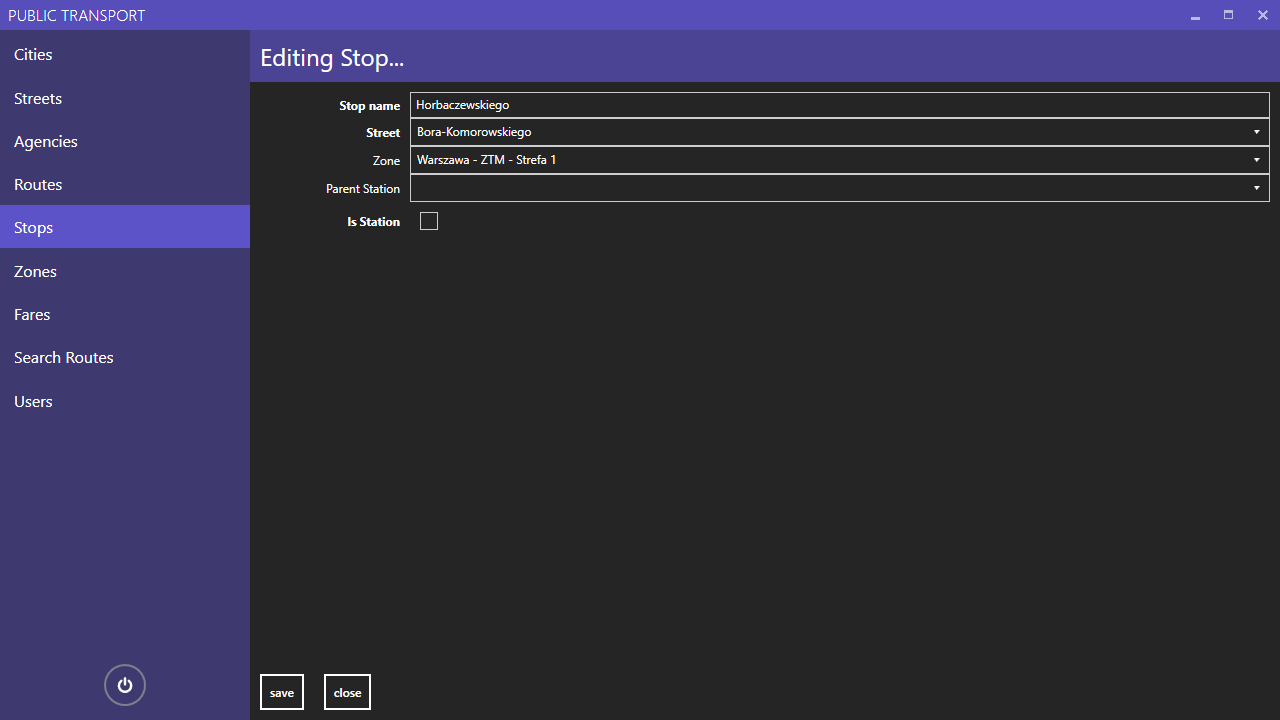 PUBLIC TRANSPORT
Cities
Streets
Agencies
Routes
Stops
Zones
Fares
Search Routes
Users
Editing Stop...
Stop name Horbaczewskiego
Street Bora-Komorowskiego
Zone Warszawa - ZTM - Strefa 1
Parent Station
Is Station
save close